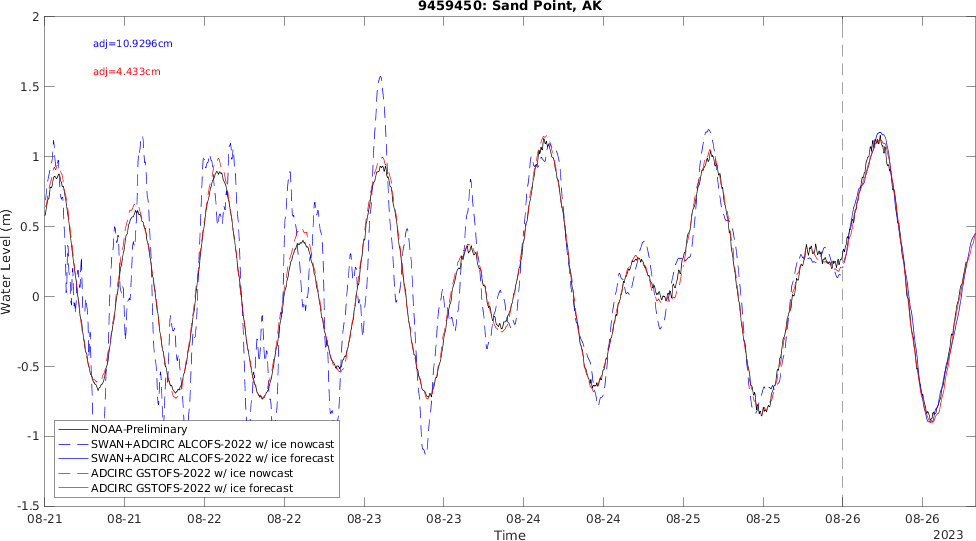 9459450: Sand Point, AK
adj=10.9296cm
adj=4.433cm
Water Level (m)
2
1.5
1
0.5
0
-0.5
-1
-1.5
NOAA-Preliminary
SWAN+ADCIRC ALCOFS-2022 w/ ice nowcast
SWAN+ADCIRC ALCOFS-2022 w/ ice forecast
ADCIRC GSTOFS-2022 w/ ice nowcast
ADCIRC GSTOFS-2022 w/ ice forecast
08-21 08-21 08-22 08-22 08-23 08-23 08-24 08-24 08-25 08-25 08-26 08-26
Time
2023